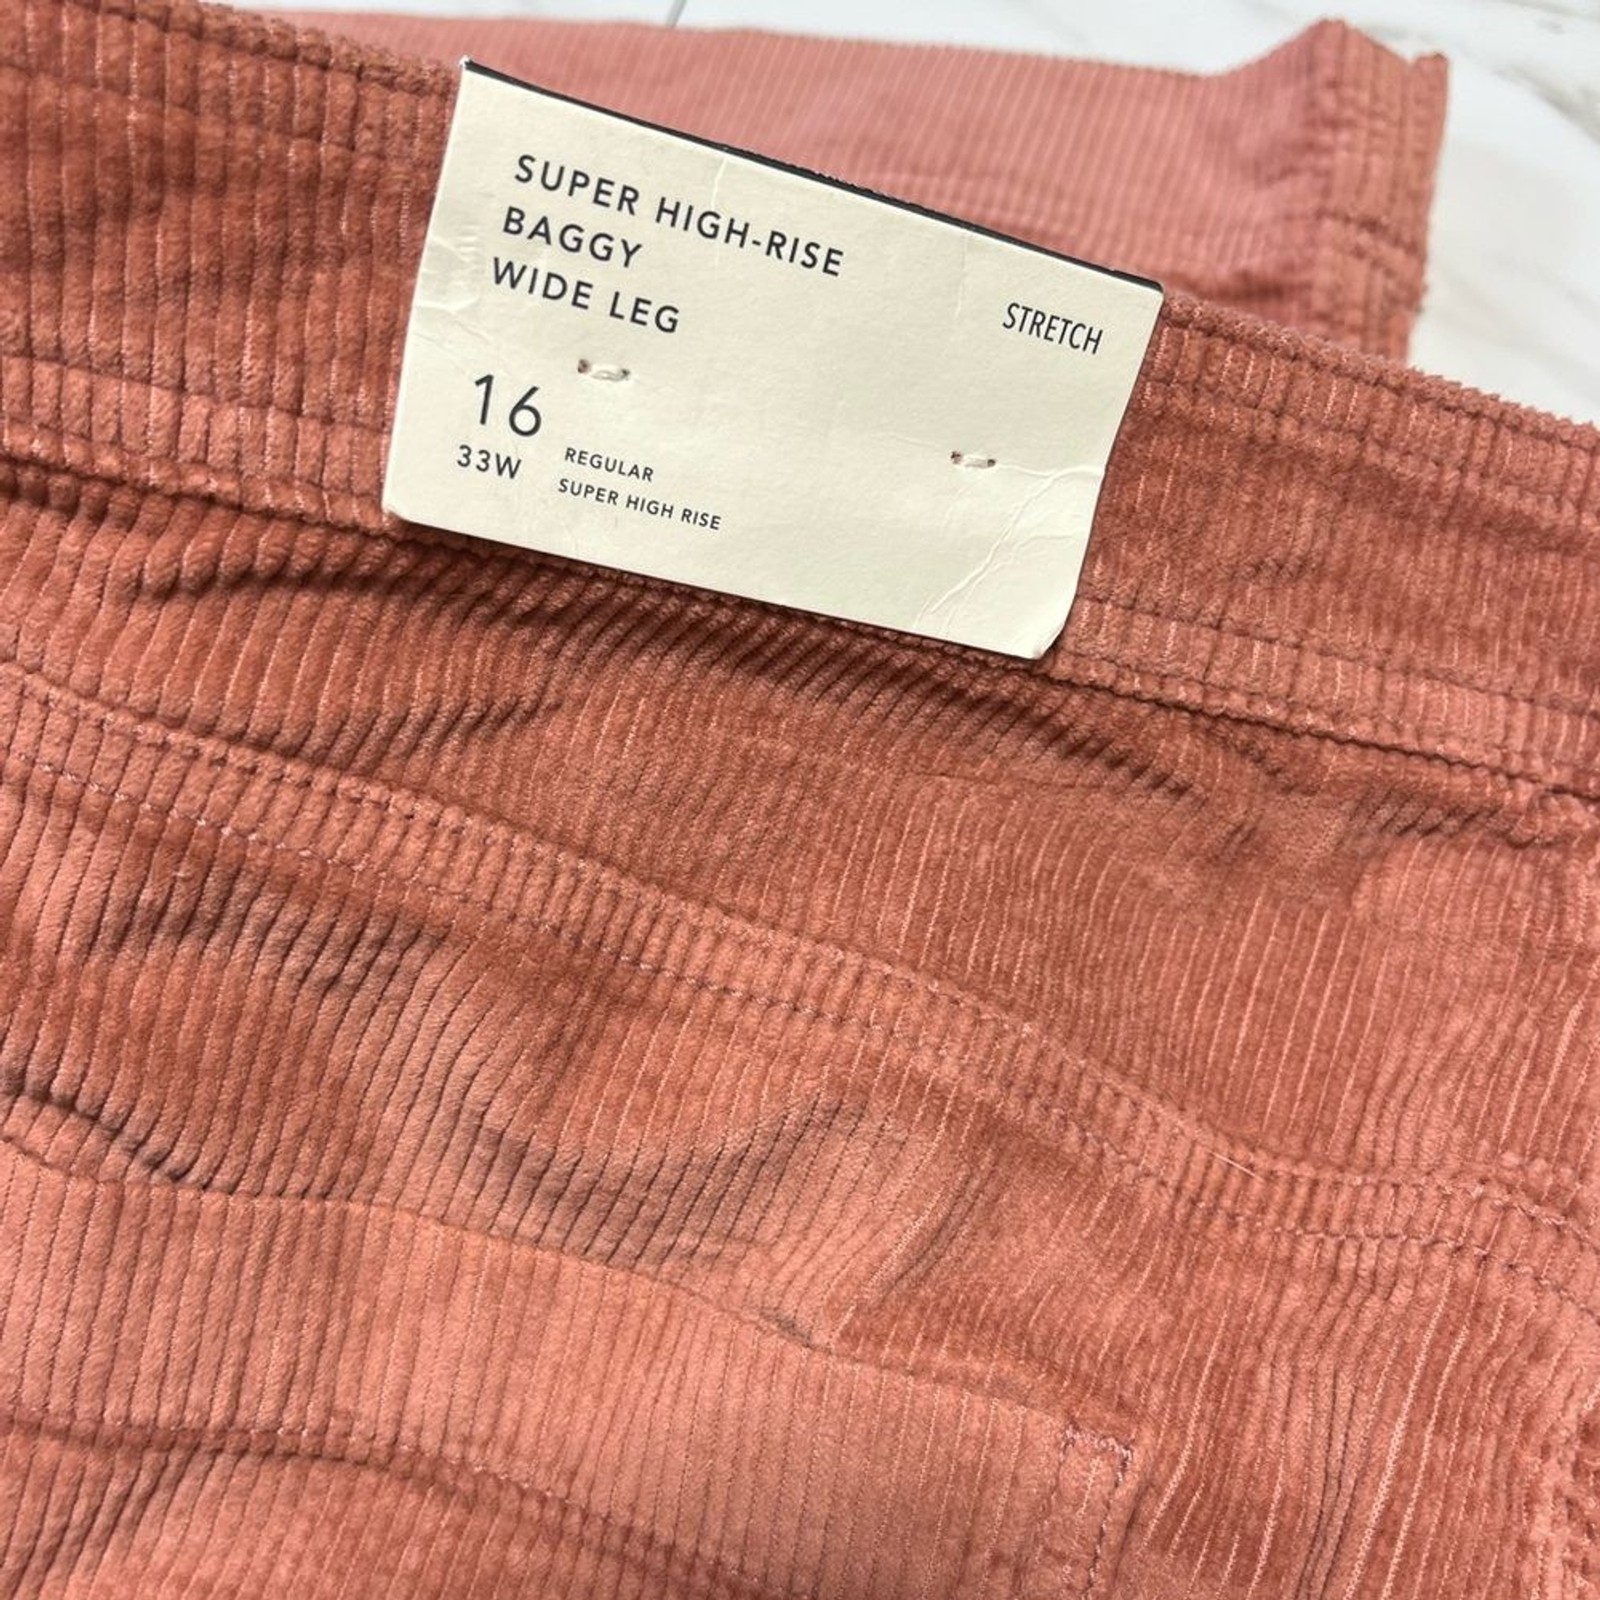 SUPER HIGH-RISE
BAGGY
WIDE LEG
STRETCH
16
33W
REGULAR
SUPER HIGH RISE